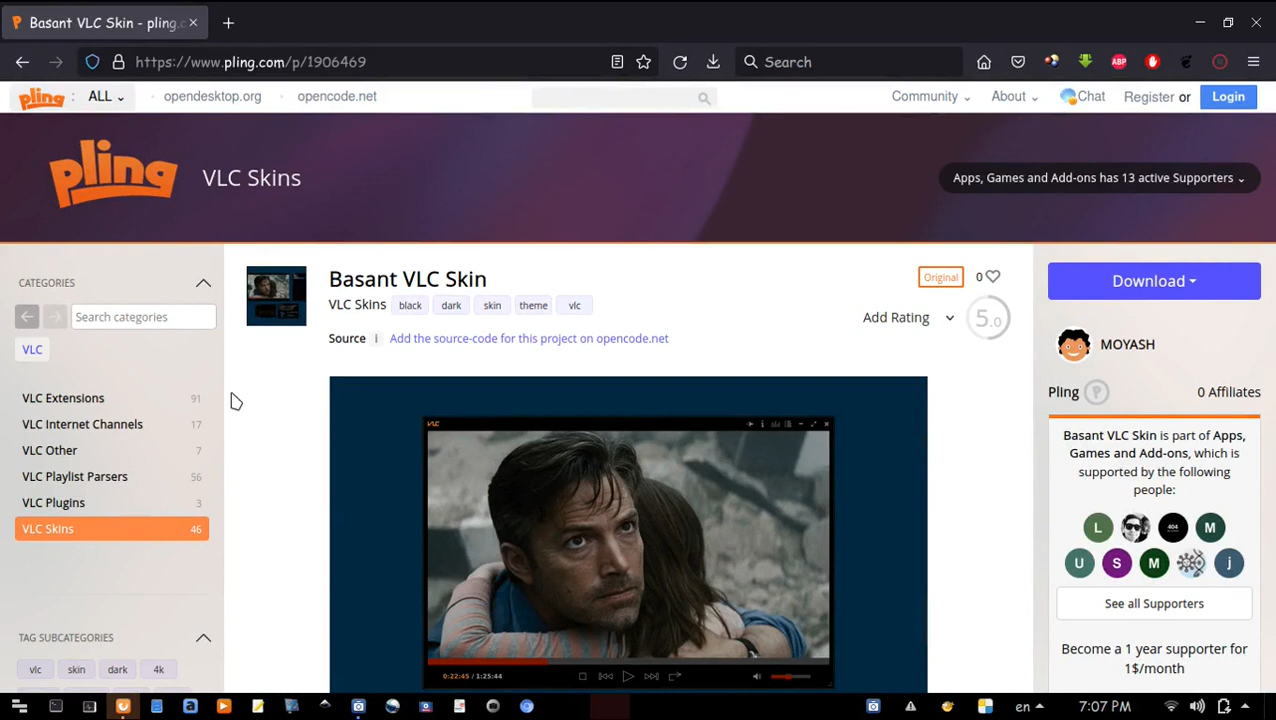 Basant VLC Skin - pling.c
https://www.pling.com/p/1906469
Search
ABP
pling : ALL
opendesktop.org
opencode.net
Community
About
Chat
Register or
Login
pling
VLC Skins
Apps, Games and Add-ons has 13 active Supporters
CATEGORIES
Search categories
VLC
VLC Extensions 91
VLC Internet Channels 17
VLC Other 7
VLC Playlist Parsers 56
VLC Plugins 3
VLC Skins 46
TAG SUBCATEGORIES
vlc skin dark 4k
Basant VLC Skin
VLC Skins black dark skin theme vlc
Source i Add the source-code for this project on opencode.net
Original 0
Add Rating 5.0
VLC
0:22:45 / 1:25:44
Download
MOYASH
Pling P 0 Affiliates
Basant VLC Skin is part of Apps,
Games and Add-ons, which is
supported by the following
people:
L 404 M
U S M j
See all Supporters
Become a 1 year supporter for
1$/month
en 7:07 PM